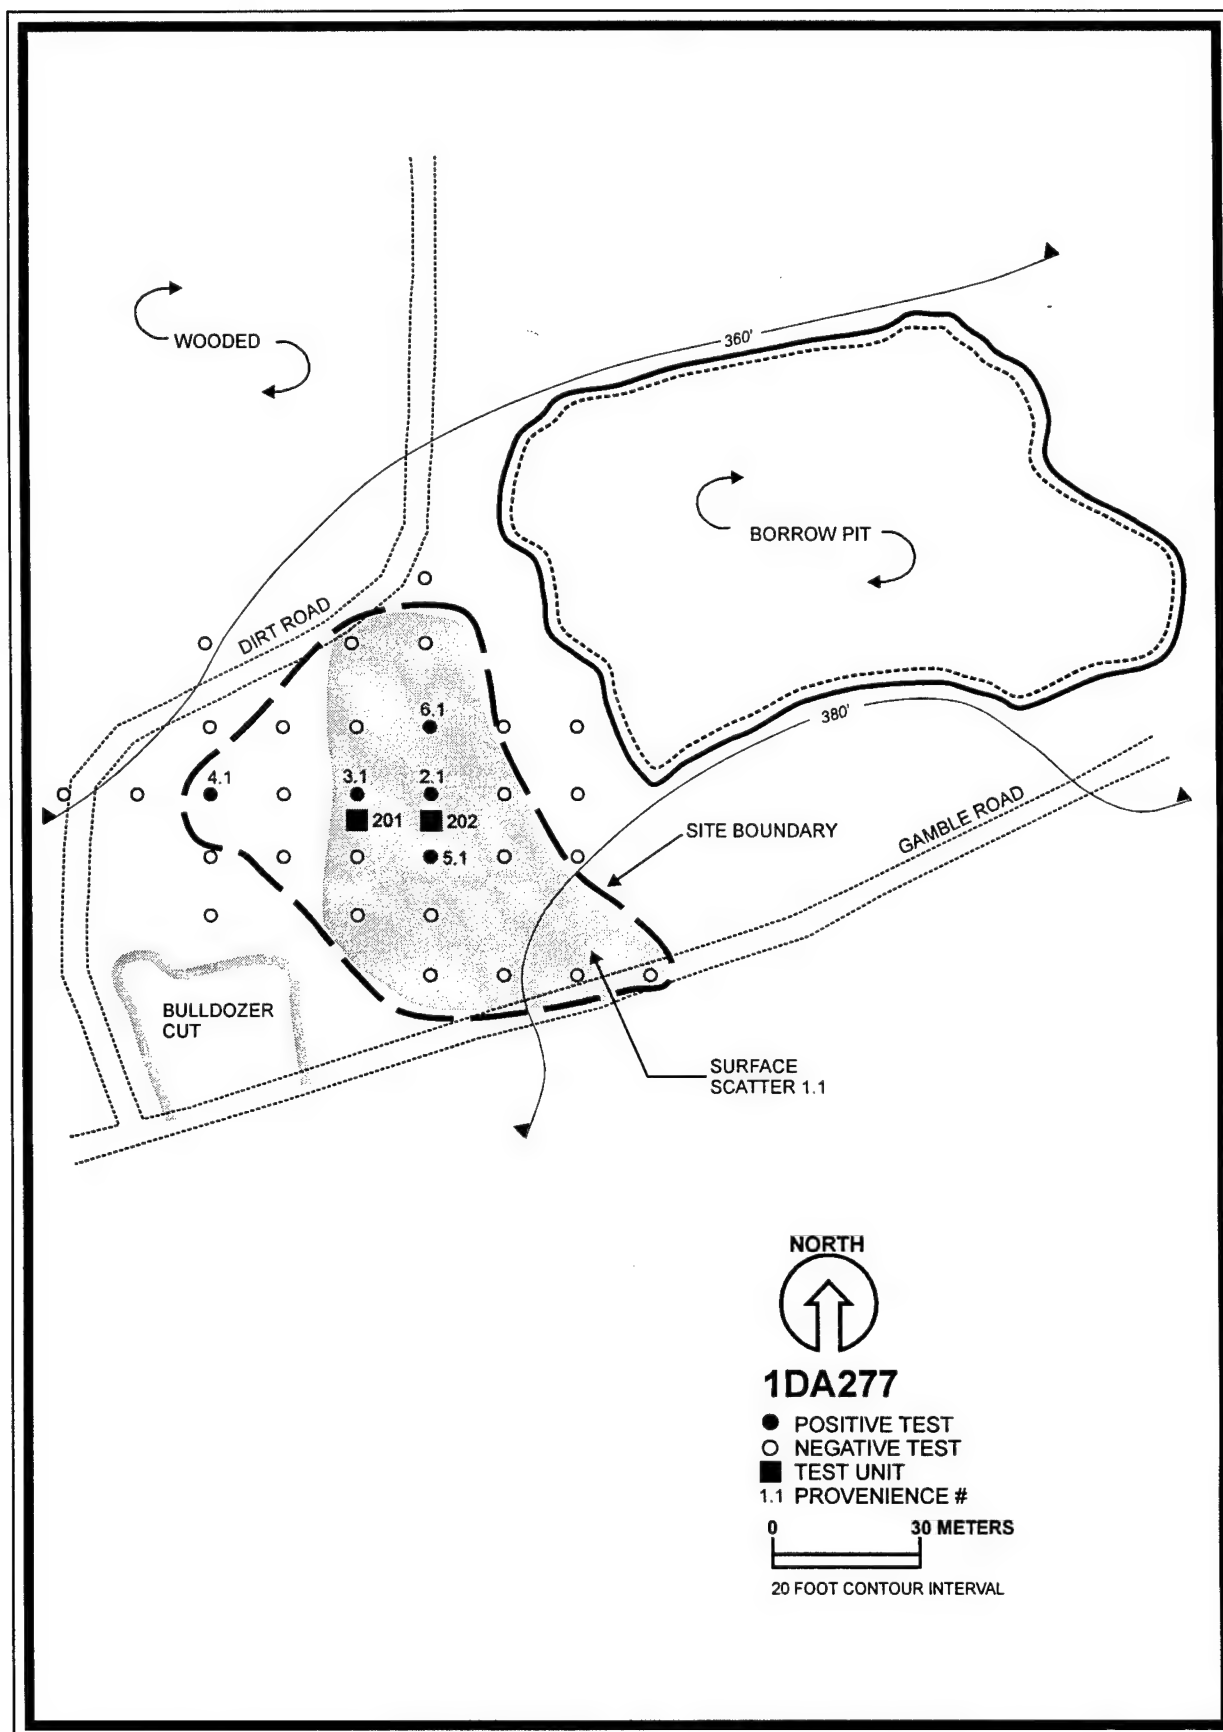 WOODED
360'
BORROW PIT
DIRT ROAD
6.1
380'
4.1
3.1
2.1
201
202
GAMBLE ROAD
SITE BOUNDARY
5.1
BULLDOZER
CUT
SURFACE
SCATTER 1.1
NORTH
1DA277
POSITIVE TEST
NEGATIVE TEST
TEST UNIT
1.1 PROVENIENCE #
0 30 METERS
20 FOOT CONTOUR INTERVAL